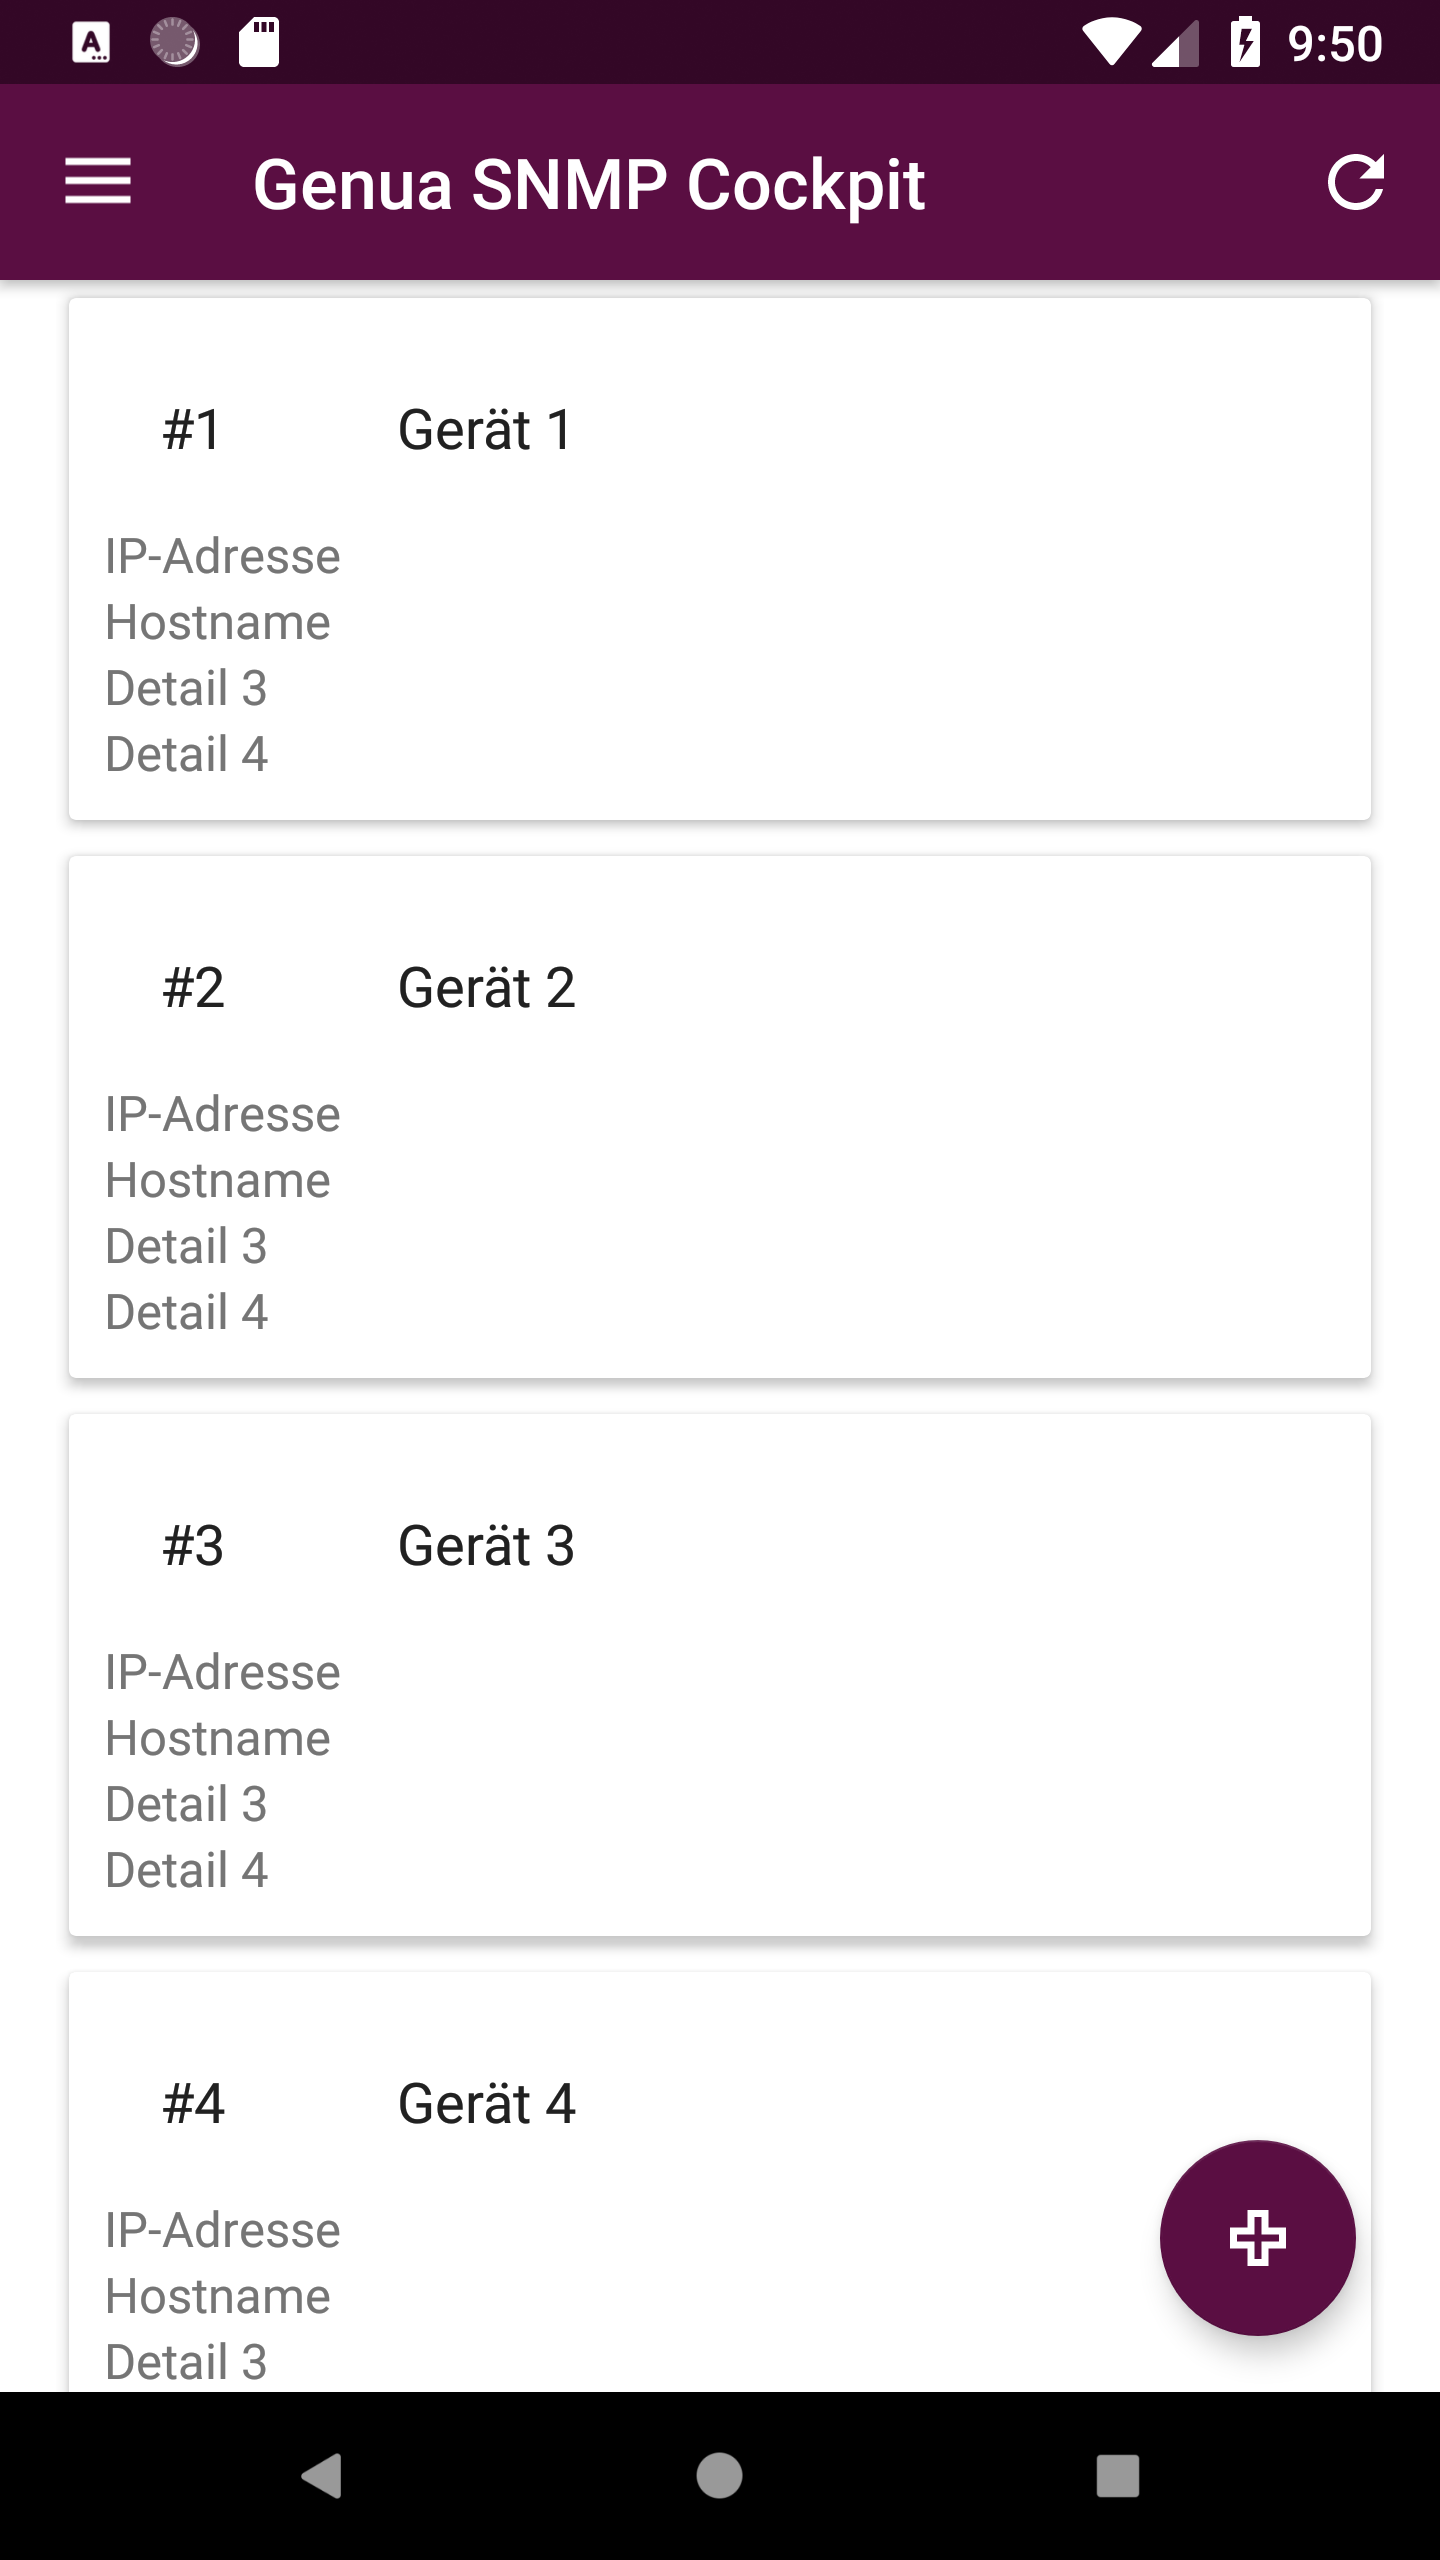 9:50
Genua SNMP Cockpit
#1 Gerät 1
IP-Adresse
Hostname
Detail 3
Detail 4
#2 Gerät 2
IP-Adresse
Hostname
Detail 3
Detail 4
#3 Gerät 3
IP-Adresse
Hostname
Detail 3
Detail 4
#4 Gerät 4
IP-Adresse
Hostname
Detail 3